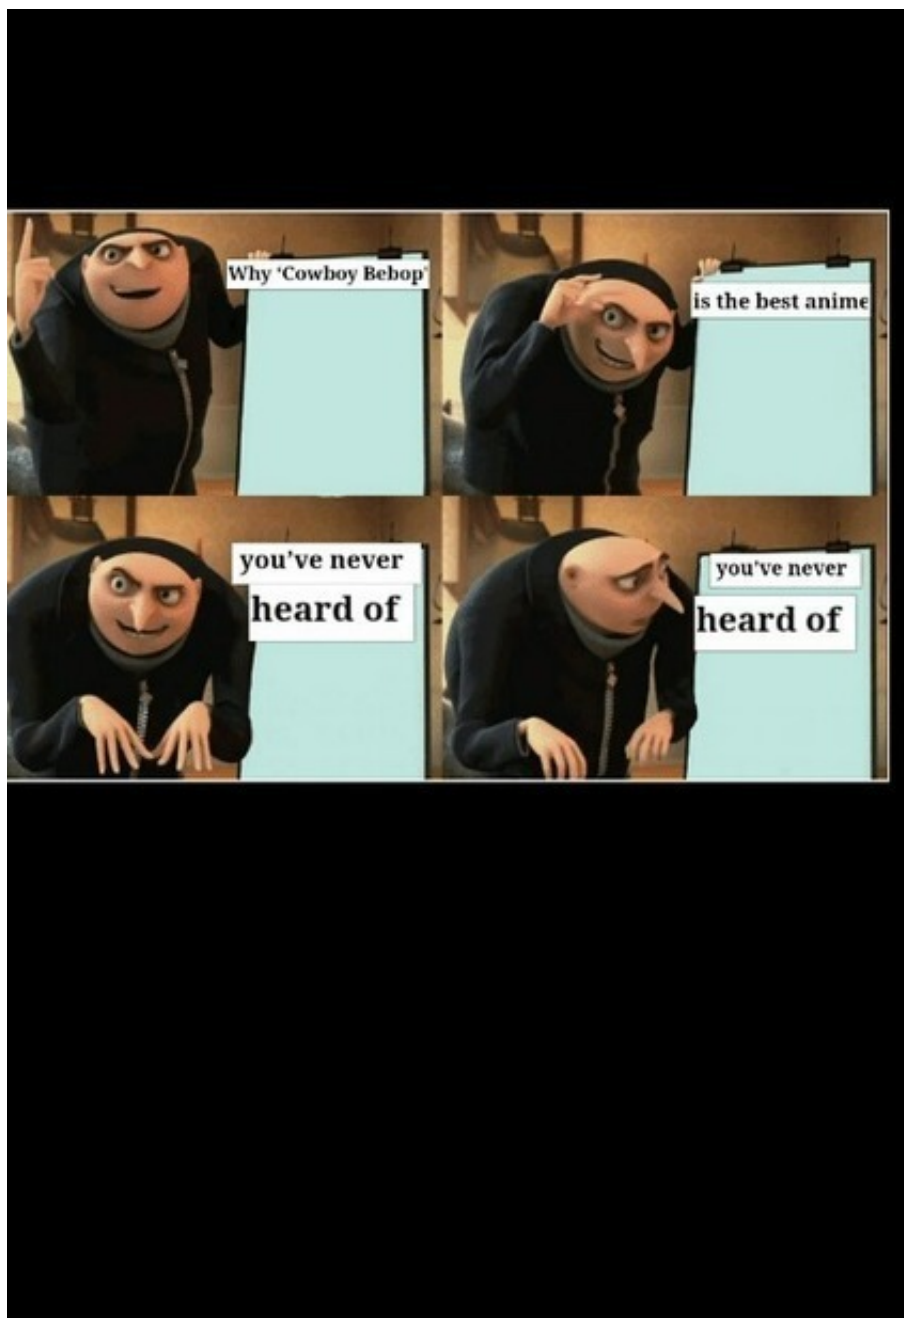 Why ‘Cowboy Bebop’
is the best anime
you’ve never
heard of
you’ve never
heard of